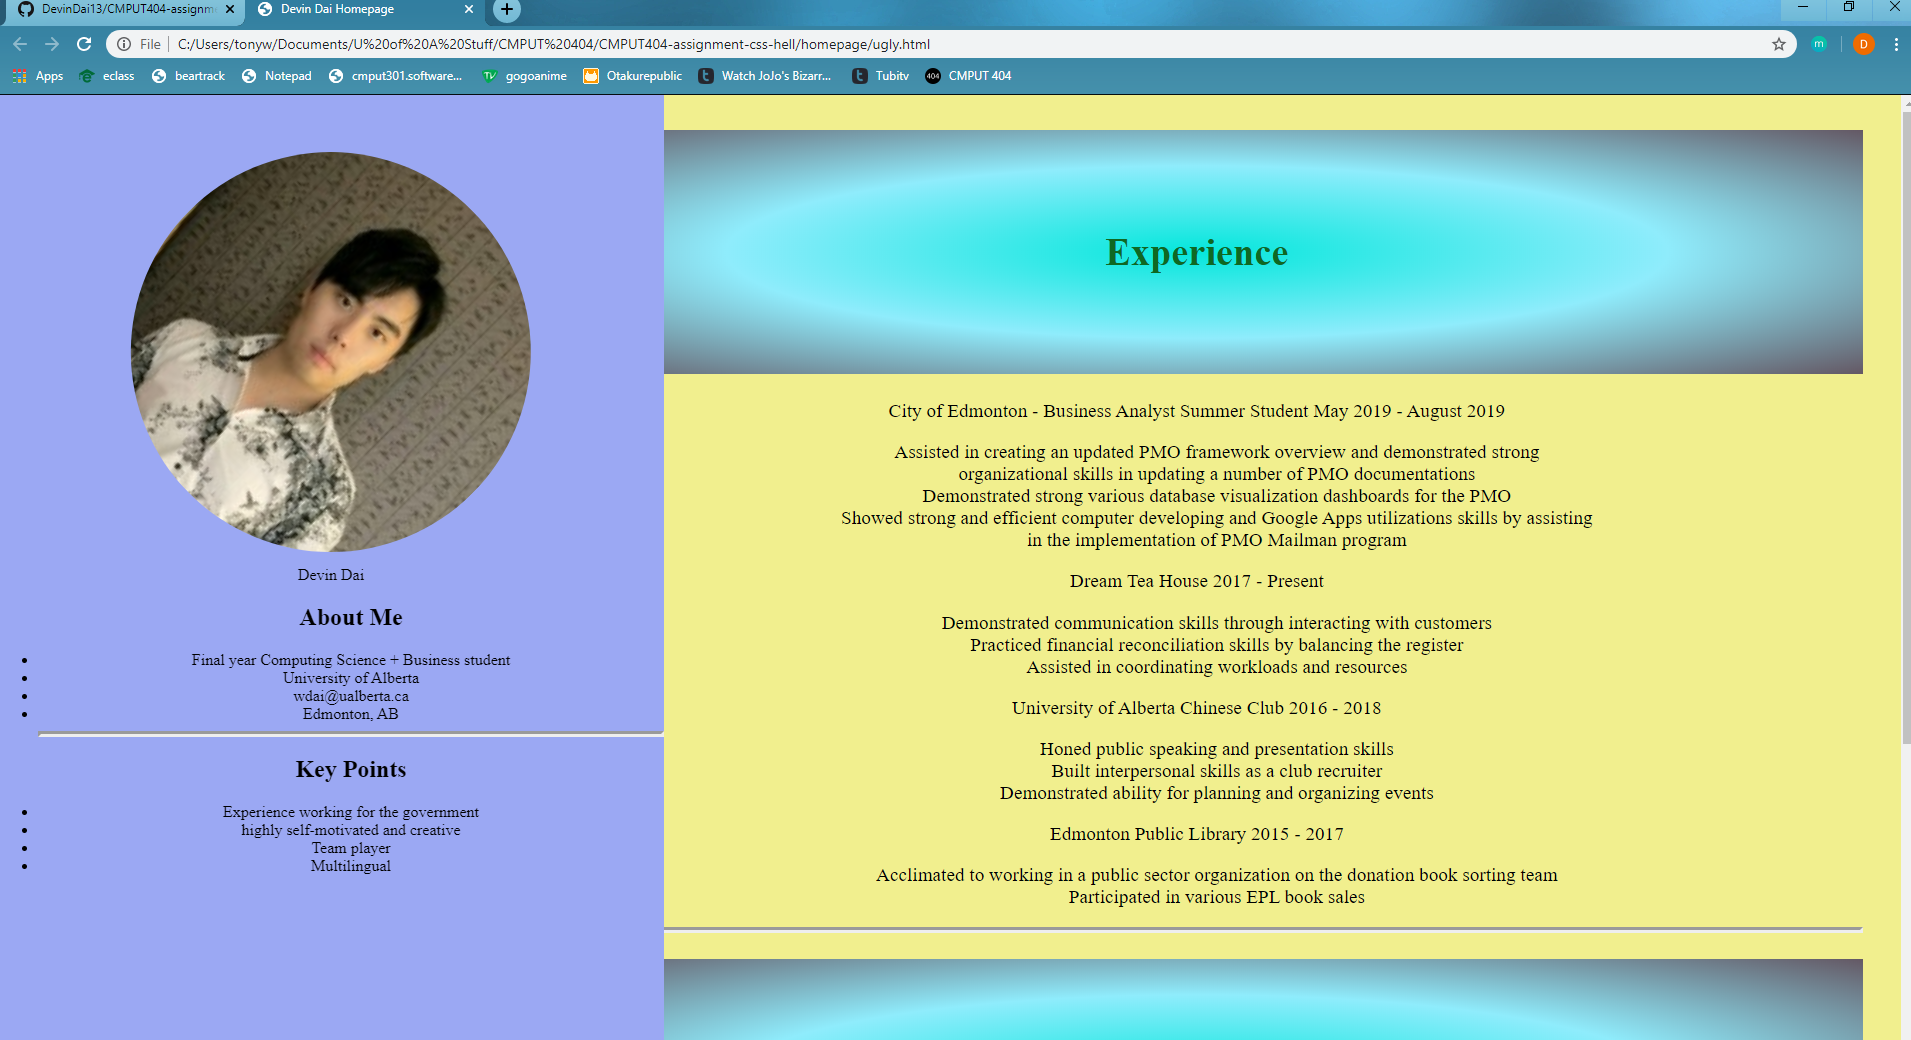 DevinDai13/CMPUT404-assignm
Devin Dai Homepage
File
C:/Users/tonyw/Documents/U%20of%20A%20Stuff/CMPUT%20404/CMPUT404-assignment-css-hell/homepage/ugly.html
m
D
Apps
eclass
beartrack
Notepad
cmput301.software...
TV
gogoanime
Otakurepublic
t
Watch JoJo's Bizarr...
t
Tubitv
404
CMPUT 404
Devin Dai
About Me
Final year Computing Science + Business student
University of Alberta
wdai@ualberta.ca
Edmonton, AB
Key Points
Experience working for the government
highly self-motivated and creative
Team player
Multilingual
Experience
City of Edmonton - Business Analyst Summer Student May 2019 - August 2019
Assisted in creating an updated PMO framework overview and demonstrated strong
organizational skills in updating a number of PMO documentations
Demonstrated strong various database visualization dashboards for the PMO
Showed strong and efficient computer developing and Google Apps utilizations skills by assisting
in the implementation of PMO Mailman program
Dream Tea House 2017 - Present
Demonstrated communication skills through interacting with customers
Practiced financial reconciliation skills by balancing the register
Assisted in coordinating workloads and resources
University of Alberta Chinese Club 2016 - 2018
Honed public speaking and presentation skills
Built interpersonal skills as a club recruiter
Demonstrated ability for planning and organizing events
Edmonton Public Library 2015 - 2017
Acclimated to working in a public sector organization on the donation book sorting team
Participated in various EPL book sales